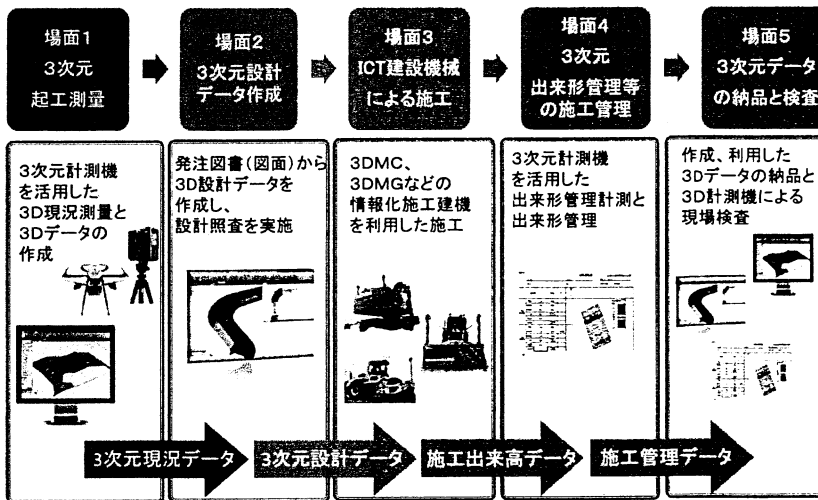 場面1
3次元
起工測量
場面2
3次元設計
データ作成
場面3
ICT建設機械
による施工
場面4
3次元
出来形管理等
の施工管理
場面5
3次元データ
の納品と検査
3次元計測機
を活用した
3D現況測量と
3Dデータの
作成
発注図書(図面)から
3D設計データを
作成し、
設計照査を実施
3DMC、
3DMGなどの
情報化施工建機
を利用した施工
3次元計測機
を活用した
出来形管理計測と
出来形管理
作成、利用した
3Dデータの納品と
3D計測機による
現場検査
3次元現況データ
3次元設計データ
施工出来高データ
施工管理データ